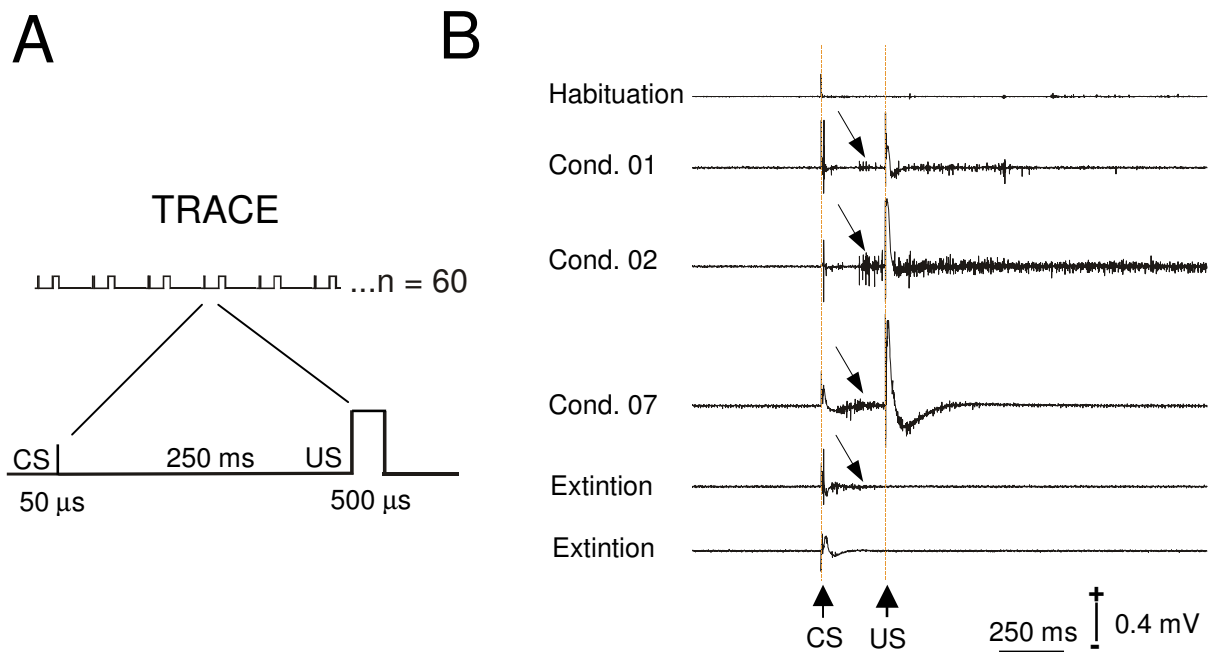 A
TRACE
...n = 60
CS
250 ms
US
50 µs
500 µs
B
Habituation
Cond. 01
Cond. 02
Cond. 07
Extintion
Extintion
CS
US
250 ms
+
-
0.4 mV